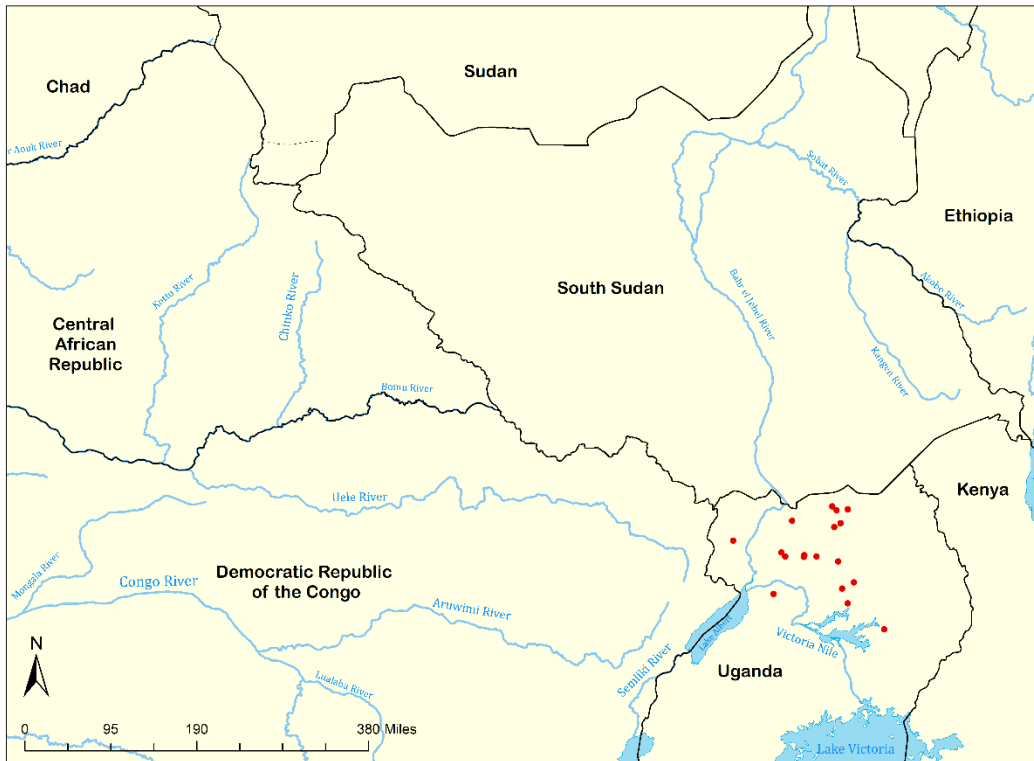 Chad
Sudan
r Aouk River
Sobat River
Ethiopia
Kotto River
Chinko River
South Sudan
Bahr el Jebel River
Akobo River
Central
African
Republic
Kangen River
Bomu River
Uele River
Kenya
Mongala River
Congo River
Democratic Republic
of the Congo
Aruwimi River
Lake Albert
Victoria Nile
Semliki River
Uganda
Lualaba River
N
0 95 190 380 Miles
Lake Victoria